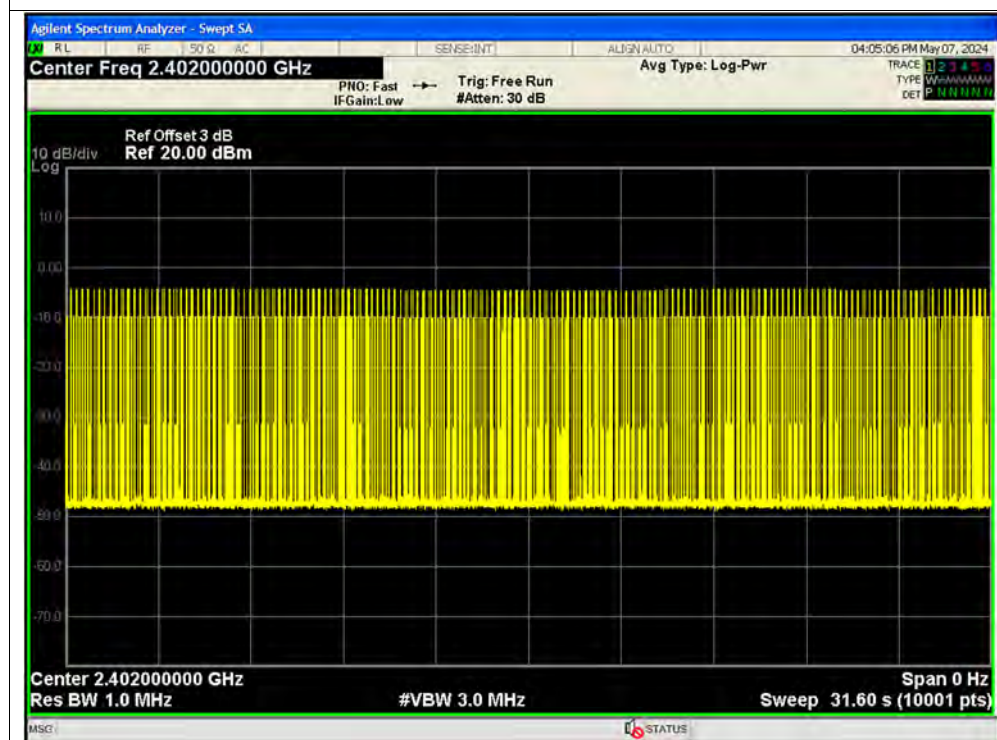 Agilent Spectrum Analyzer - Swept SA
LXI RL RF 50 Ω AC SENSE:INT ALIGN AUTO 04:05:06 PM May 07, 2024
Center Freq 2.402000000 GHz
PNO: Fast
IFGain:Low
Trig: Free Run
#Atten: 30 dB
Avg Type: Log-Pwr
TRACE 1 2 3 4 5 6
TYPE
DET P N N N N N
Ref Offset 3 dB
10 dB/div Ref 20.00 dBm
Log
10.0
0.00
-10.0
-20.0
-30.0
-40.0
-50.0
-60.0
-70.0
Center 2.402000000 GHz Span 0 Hz
Res BW 1.0 MHz #VBW 3.0 MHz Sweep 31.60 s (10001 pts)
MSG STATUS